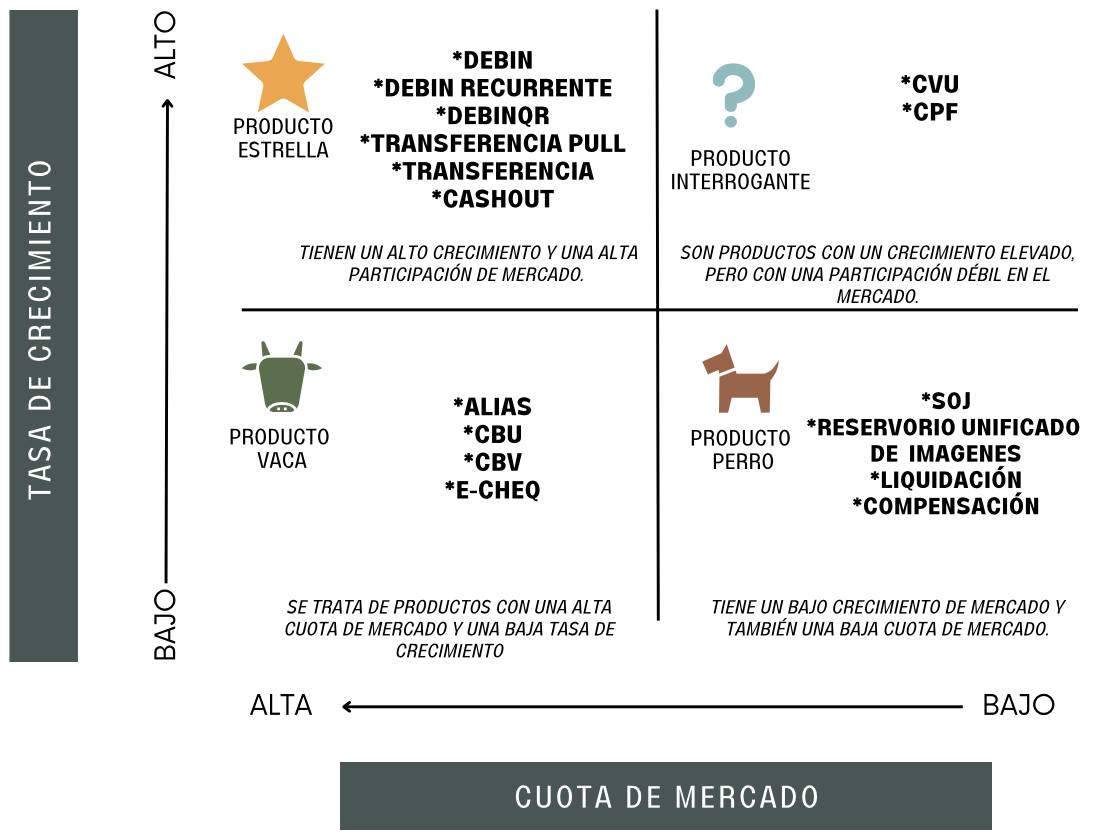 TASA DE CRECIMIENTO
ALTO
BAJO
PRODUCTO
ESTRELLA
*DEBIN
*DEBIN RECURRENTE
*DEBINQR
*TRANSFERENCIA PULL
*TRANSFERENCIA
*CASHOUT
TIENEN UN ALTO CRECIMIENTO Y UNA ALTA
PARTICIPACIÓN DE MERCADO.
?
PRODUCTO
INTERROGANTE
*CVU
*CPF
SON PRODUCTOS CON UN CRECIMIENTO ELEVADO,
PERO CON UNA PARTICIPACIÓN DÉBIL EN EL
MERCADO.
PRODUCTO
VACA
*ALIAS
*CBU
*CBV
*E-CHEQ
SE TRATA DE PRODUCTOS CON UNA ALTA
CUOTA DE MERCADO Y UNA BAJA TASA DE
CRECIMIENTO
PRODUCTO
PERRO
*SOJ
*RESERVORIO UNIFICADO
DE IMAGENES
*LIQUIDACIÓN
*COMPENSACIÓN
TIENE UN BAJO CRECIMIENTO DE MERCADO Y
TAMBIÉN UNA BAJA CUOTA DE MERCADO.
ALTA
BAJO
CUOTA DE MERCADO